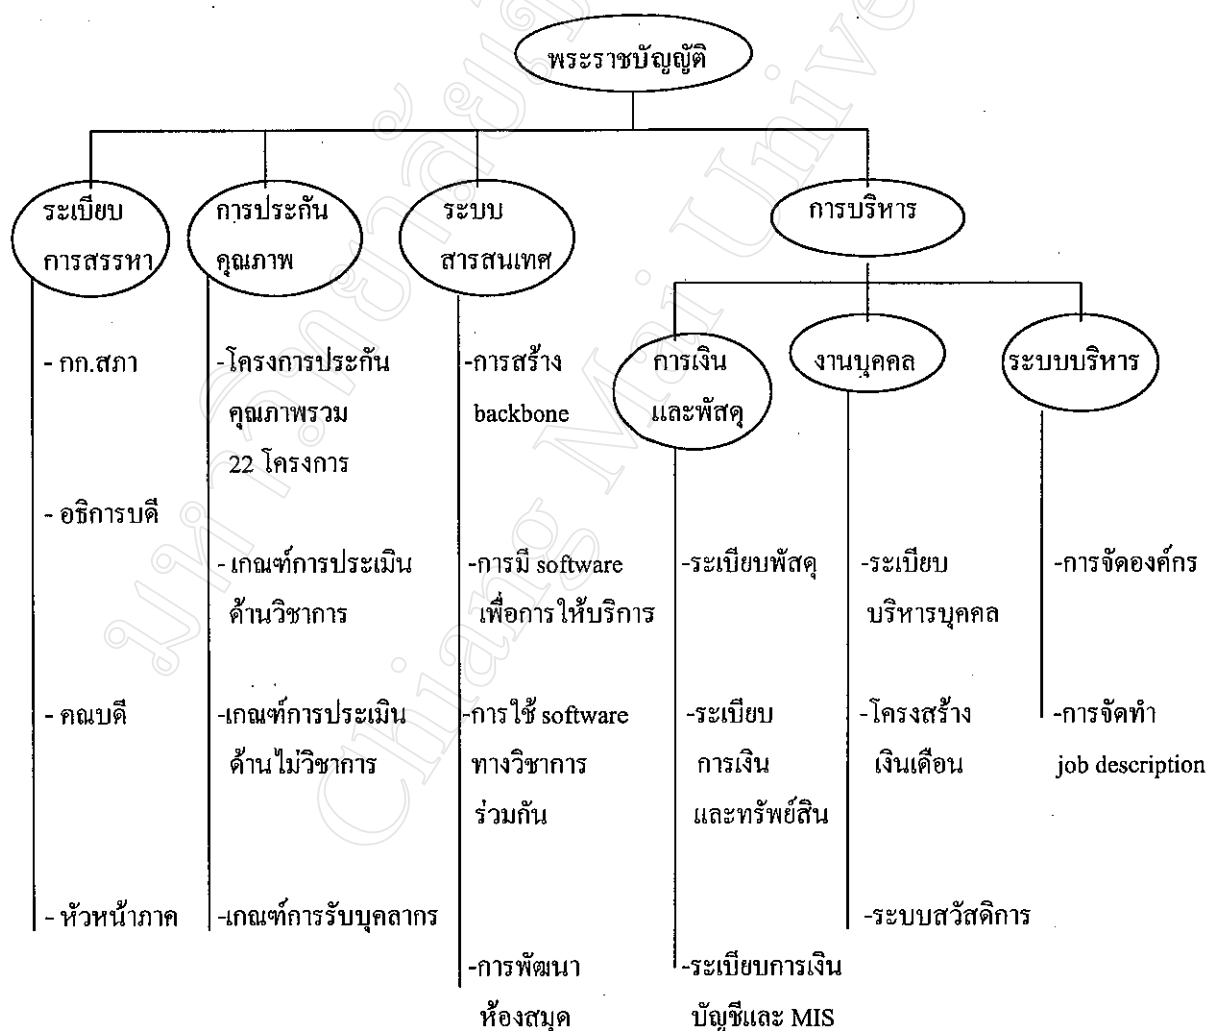 พระราชบัญญัติ
ระเบียบ
การสรรหา
- กก.สภา
- อธิการบดี
- คณบดี
- หัวหน้าภาค
การประกัน
คุณภาพ
-โครงการประกัน
คุณภาพรวม
22 โครงการ
- เกณฑ์การประเมิน
ด้านวิชาการ
-เกณฑ์การประเมิน
ด้านไม่วิชาการ
-เกณฑ์การรับบุคลากร
ระบบ
สารสนเทศ
-การสร้าง
backbone
-การมี software
เพื่อการให้บริการ
-การใช้ software
ทางวิชาการ
ร่วมกัน
-การพัฒนา
ห้องสมุด
การบริหาร
การเงิน
และพัสดุ
-ระเบียบพัสดุ
-ระเบียบ
การเงิน
และทรัพย์สิน
-ระเบียบการเงิน
บัญชีและ MIS
งานบุคคล
-ระเบียบ
บริหารบุคคล
-โครงสร้าง
เงินเดือน
-ระบบสวัสดิการ
ระบบบริหาร
-การจัดองค์กร
-การจัดทำ
job description
มหาวิทยาลัยเชียงใหม่
Chiang Mai Unive